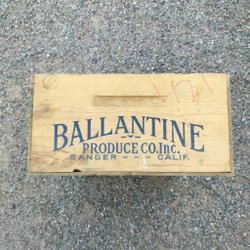 BALLANTINE
PRODUCE CO. Inc.
SANGER - - - CALIF.